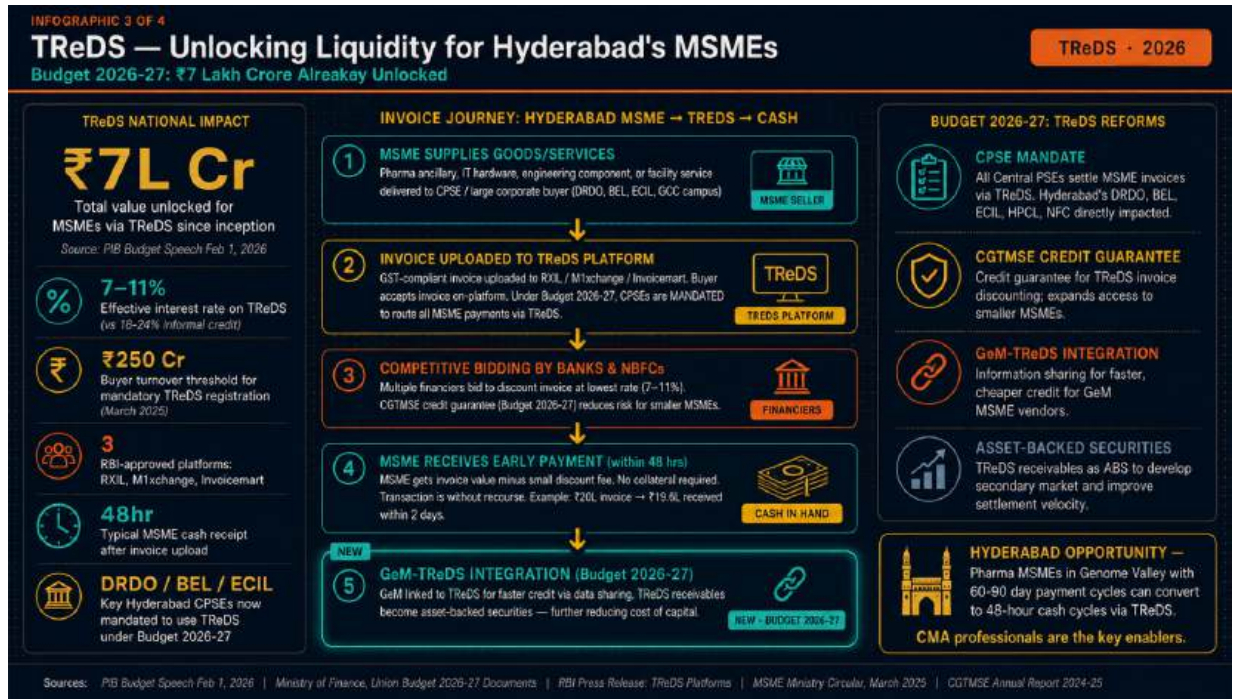 INFOGRAPHIC 3 OF 4
TReDS — Unlocking Liquidity for Hyderabad's MSMEs
Budget 2026-27: ₹7 Lakh Crore Alreakay Unlocked
TReDS · 2026
TReDS NATIONAL IMPACT
₹7L Cr
Total value unlocked for
MSMEs via TReDS since inception
Source: PIB Budget Speech Feb 1, 2026
7–11%
Effective interest rate on TReDS
(vs 18-24% informal credit)
₹250 Cr
Buyer turnover threshold for
mandatory TReDS registration
(March 2025)
3
RBI-approved platforms:
RXIL, M1xchange, Invoicemart
48hr
Typical MSME cash receipt
after invoice upload
DRDO / BEL / ECIL
Key Hyderabad CPSEs now
mandated to use TReDS
under Budget 2026-27
INVOICE JOURNEY: HYDERABAD MSME → TREDS → CASH
1
MSME SUPPLIES GOODS/SERVICES
Pharma ancillary, IT hardware, engineering component, or facility service
delivered to CPSE / large corporate buyer (DRDO, BEL, ECIL, GCC campus)
MSME SELLER
2
INVOICE UPLOADED TO TReDS PLATFORM
GST-compliant invoice uploaded to RXIL / M1xchange / Invoicemart. Buyer
accepts invoice on-platform. Under Budget 2026-27, CPSEs are MANDATED
to route all MSME payments via TReDS.
TReDS
TREDS PLATFORM
3
COMPETITIVE BIDDING BY BANKS & NBFCs
Multiple financiers bid to discount invoice at lowest rate (7–11%).
CGTMSE credit guarantee (Budget 2026-27) reduces risk for smaller MSMEs.
FINANCIERS
4
MSME RECEIVES EARLY PAYMENT (within 48 hrs)
MSME gets invoice value minus small discount fee. No collateral required.
Transaction is without recourse. Example: ₹20L invoice → ₹19.6L received
within 2 days.
CASH IN HAND
NEW
5
GeM-TReDS INTEGRATION (Budget 2026-27)
GeM linked to TReDS for faster credit via data sharing. TReDS receivables
become asset-backed securities — further reducing cost of capital.
NEW - BUDGET 2026-27
BUDGET 2026-27: TReDS REFORMS
CPSE MANDATE
All Central PSEs settle MSME invoices
via TReDS. Hyderabad's DRDO, BEL,
ECIL, HPCL, NFC directly impacted.
CGTMSE CREDIT GUARANTEE
Credit guarantee for TReDS invoice
discounting; expands access to
smaller MSMEs.
GeM-TReDS INTEGRATION
Information sharing for faster,
cheaper credit for GeM
MSME vendors.
ASSET-BACKED SECURITIES
TReDS receivables as ABS to develop
secondary market and improve
settlement velocity.
HYDERABAD OPPORTUNITY —
Pharma MSMEs in Genome Valley with
60-90 day payment cycles can convert
to 48-hour cash cycles via TReDS.
CMA professionals are the key enablers.
Sources: PIB Budget Speech Feb 1, 2026 | Ministry of Finance, Union Budget 2026-27 Documents | RBI Press Release: TReDS Platforms | MSME Ministry Circular, March 2025 | CGTMSE Annual Report 2024-25